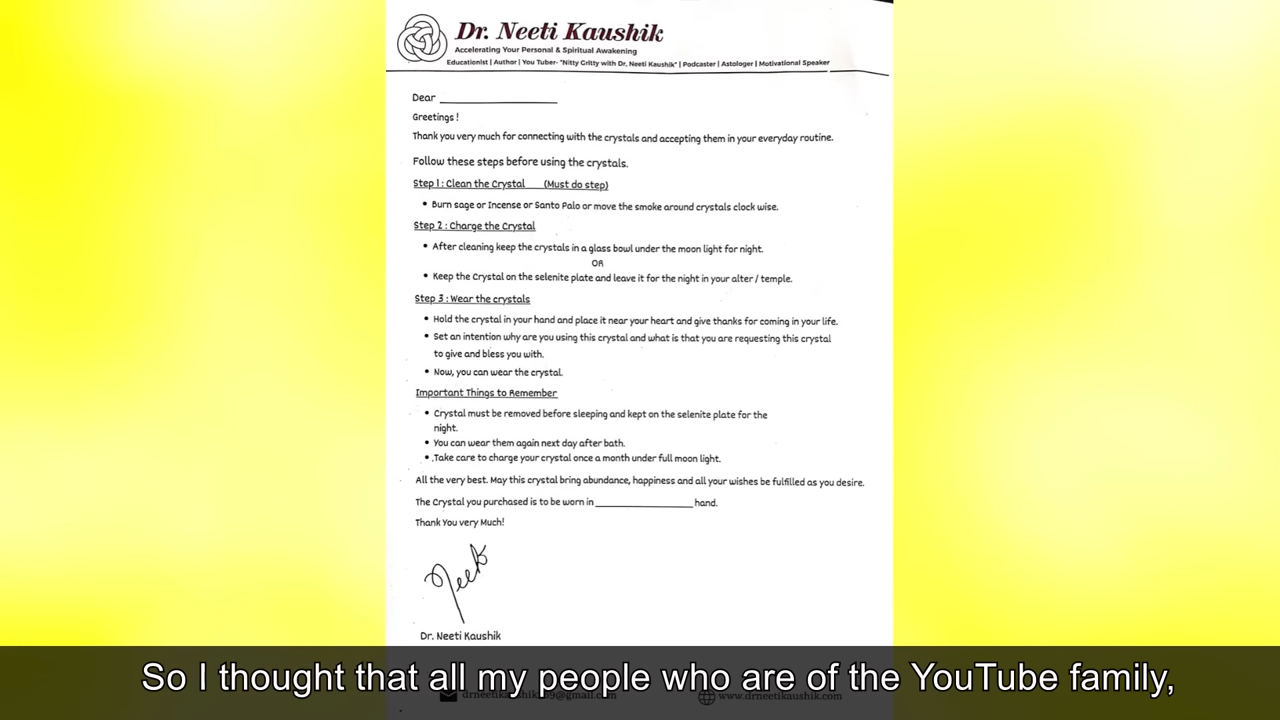 Dr. Neeti Kaushik
Accelerating Your Personal & Spiritual Awakening
Educationist | Author | You Tuber- "Nitty Gritty with Dr. Neeti Kaushik" | Podcaster | Astrologer | Motivational Speaker
Dear ____________________
Greetings !
Thank you very much for connecting with the crystals and accepting them in your everyday routine.
Follow these steps before using the crystals.
Step 1 : Clean the Crystal (Must do step)
• Burn sage or Incense or Santo Palo or move the smoke around crystals clock wise.
Step 2 : Charge the Crystal
• After cleaning keep the crystals in a glass bowl under the moon light for night.
OR
• Keep the Crystal on the selenite plate and leave it for the night in your alter / temple.
Step 3 : Wear the crystals
• Hold the crystal in your hand and place it near your heart and give thanks for coming in your life.
• Set an intention why are you using this crystal and what is that you are requesting this crystal
to give and bless you with.
• Now, you can wear the crystal.
Important Things to Remember
• Crystal must be removed before sleeping and kept on the selenite plate for the
night.
• You can wear them again next day after bath.
• Take care to charge your crystal once a month under full moon light.
All the very best. May this crystal bring abundance, happiness and all your wishes be fulfilled as you desire.
The Crystal you purchased is to be worn in ________________ hand.
Thank You very Much!
Neeti
Dr. Neeti Kaushik
So I thought that all my people who are of the YouTube family,
www.drneetikaushik.com